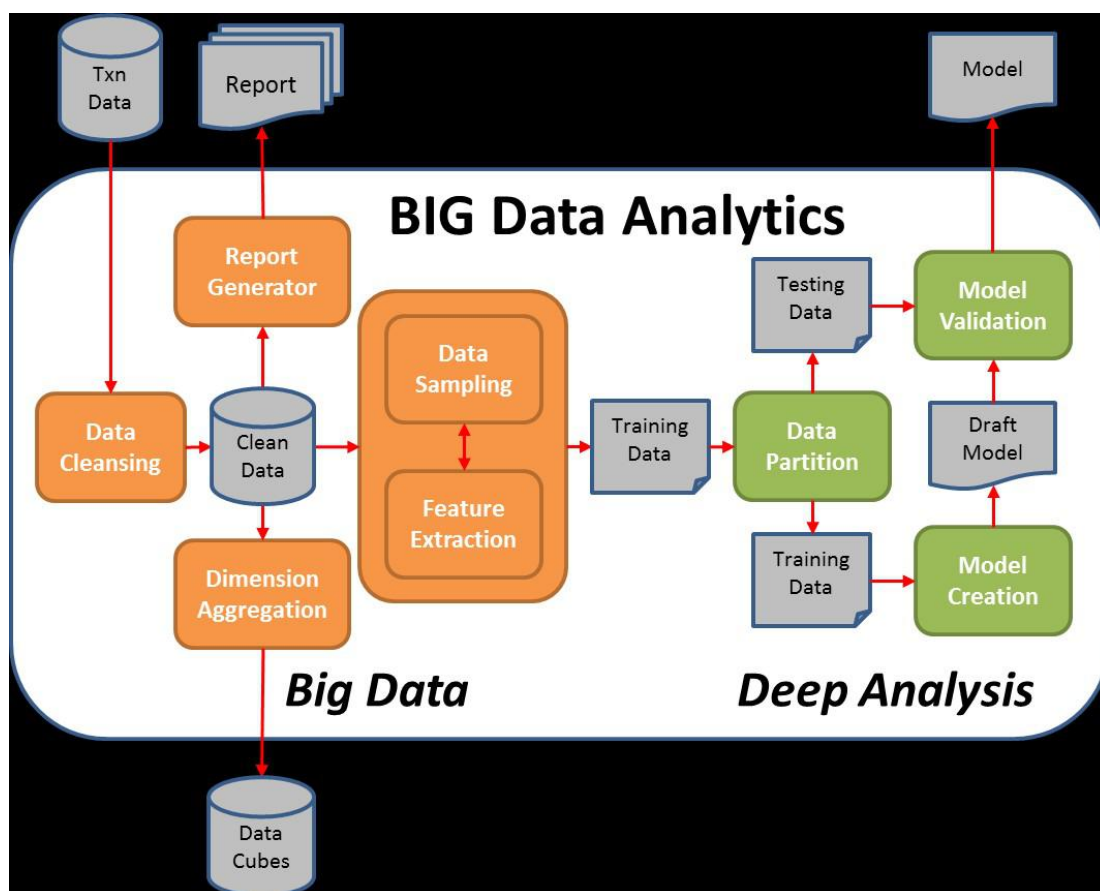 Txn
Data
Report
Model
BIG Data Analytics
Report
Generator
Data
Sampling
Feature
Extraction
Data
Cleansing
Clean
Data
Dimension
Aggregation
Training
Data
Testing
Data
Model
Validation
Data
Partition
Draft
Model
Training
Data
Model
Creation
Big Data
Deep Analysis
Data
Cubes